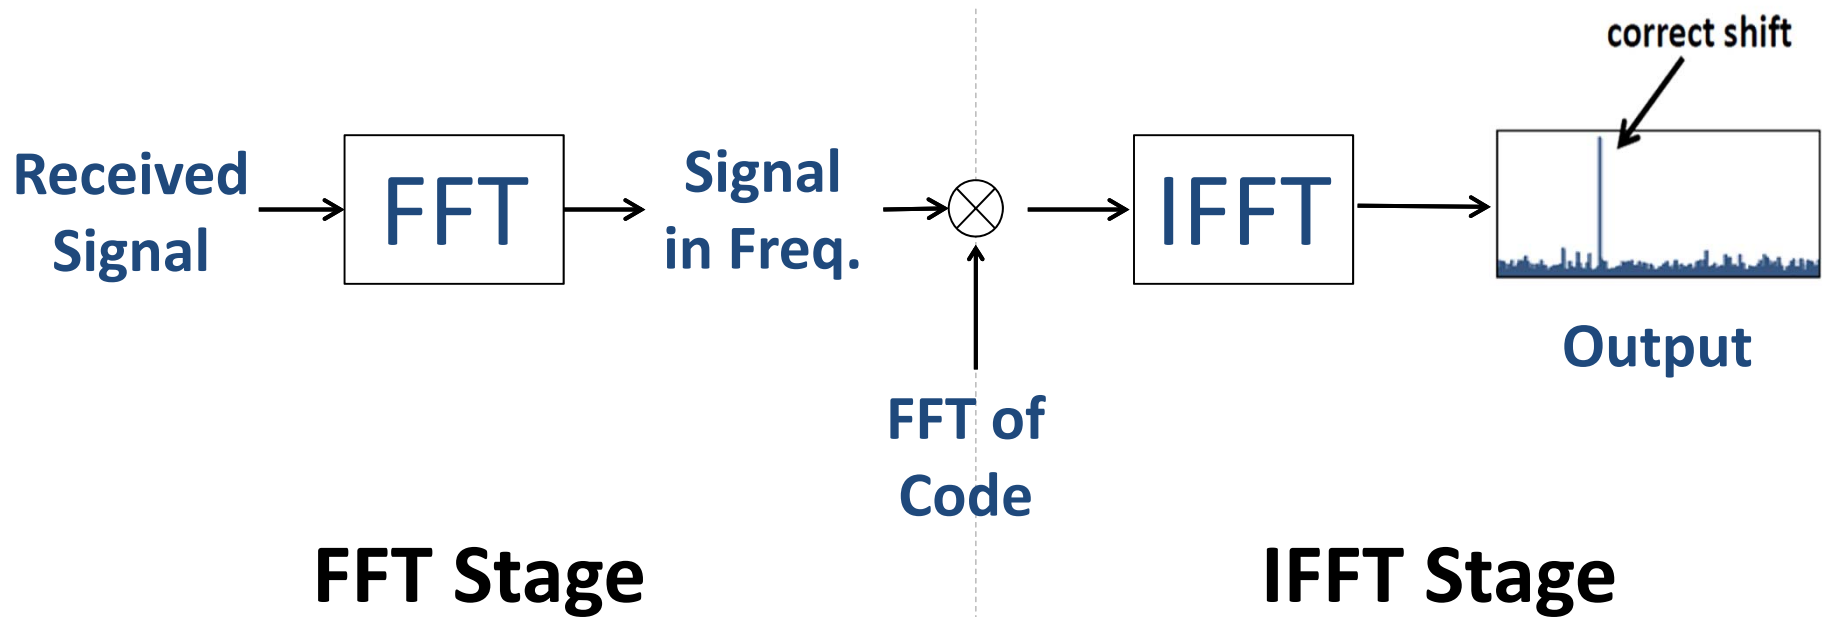 correct shift
Received
Signal
FFT
Signal
in Freq.
IFFT
Output
FFT of
Code
FFT Stage
IFFT Stage